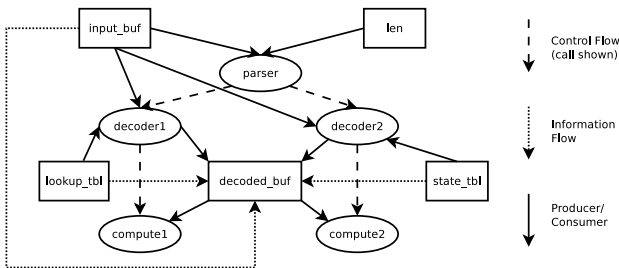 input_buf
len
Control Flow
(call shown)
parser
decoder1
decoder2
Information
Flow
lookup_tbl
decoded_buf
state_tbl
Producer/
Consumer
compute1
compute2